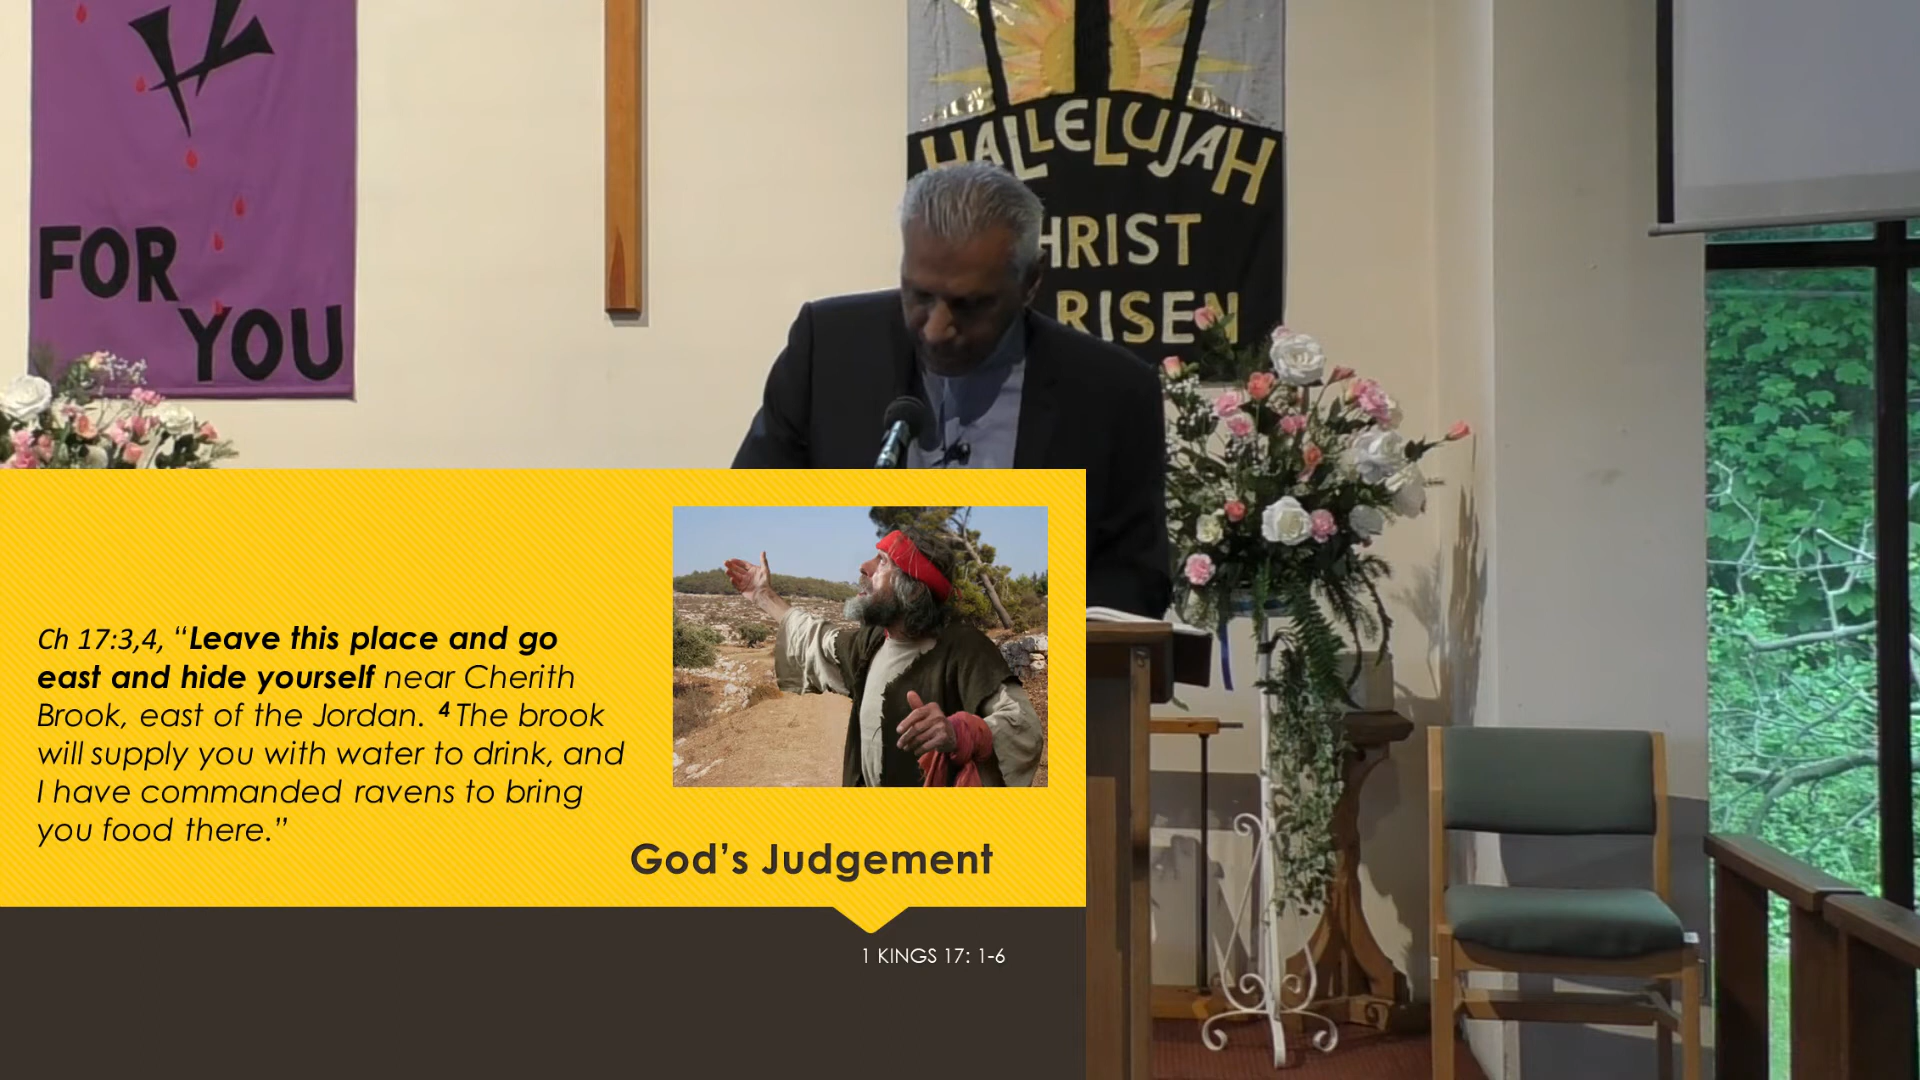 FOR
YOU
HALLELUJAH
CHRIST
RISEN
Ch 17:3,4, “Leave this place and go
east and hide yourself near Cherith
Brook, east of the Jordan. ⁴ The brook
will supply you with water to drink, and
I have commanded ravens to bring
you food there.”
God’s Judgement
1 KINGS 17: 1-6